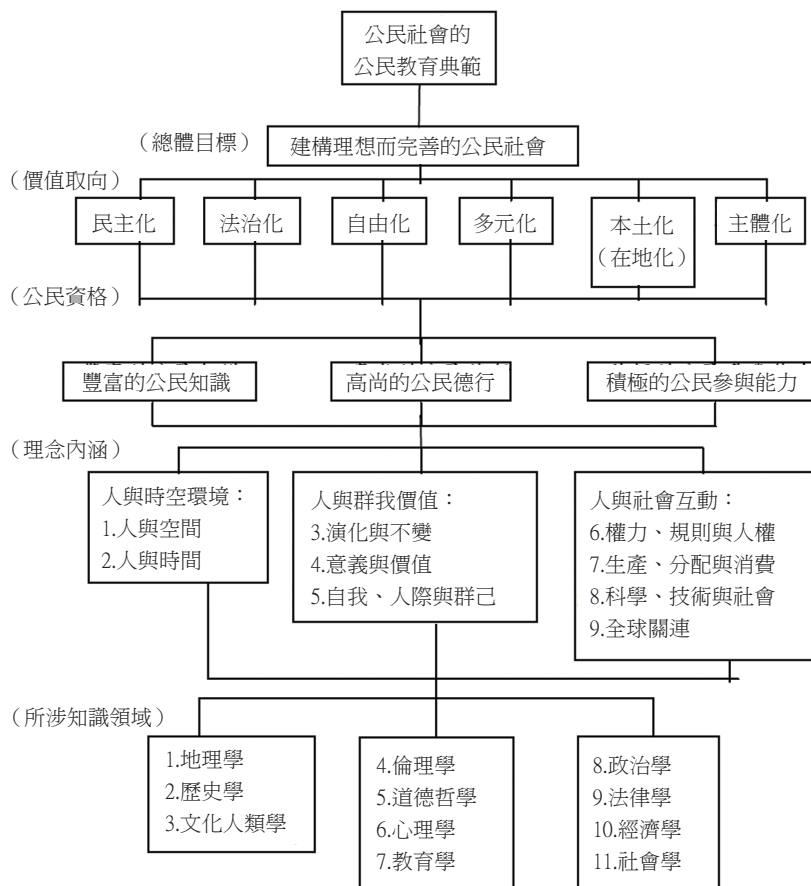 公民社會的
公民教育典範
（總體目標）
建構理想而完善的公民社會
（價值取向）
民主化
法治化
自由化
多元化
本土化
（在地化）
主體化
（公民資格）
豐富的公民知識
高尚的公民德行
積極的公民參與能力
（理念內涵）
人與時空環境：
1.人與空間
2.人與時間
人與群我價值：
3.演化與不變
4.意義與價值
5.自我、人際與群己
人與社會互動：
6.權力、規則與人權
7.生產、分配與消費
8.科學、技術與社會
9.全球關連
（所涉知識領域）
1.地理學
2.歷史學
3.文化人類學
4.倫理學
5.道德哲學
6.心理學
7.教育學
8.政治學
9.法律學
10.經濟學
11.社會學